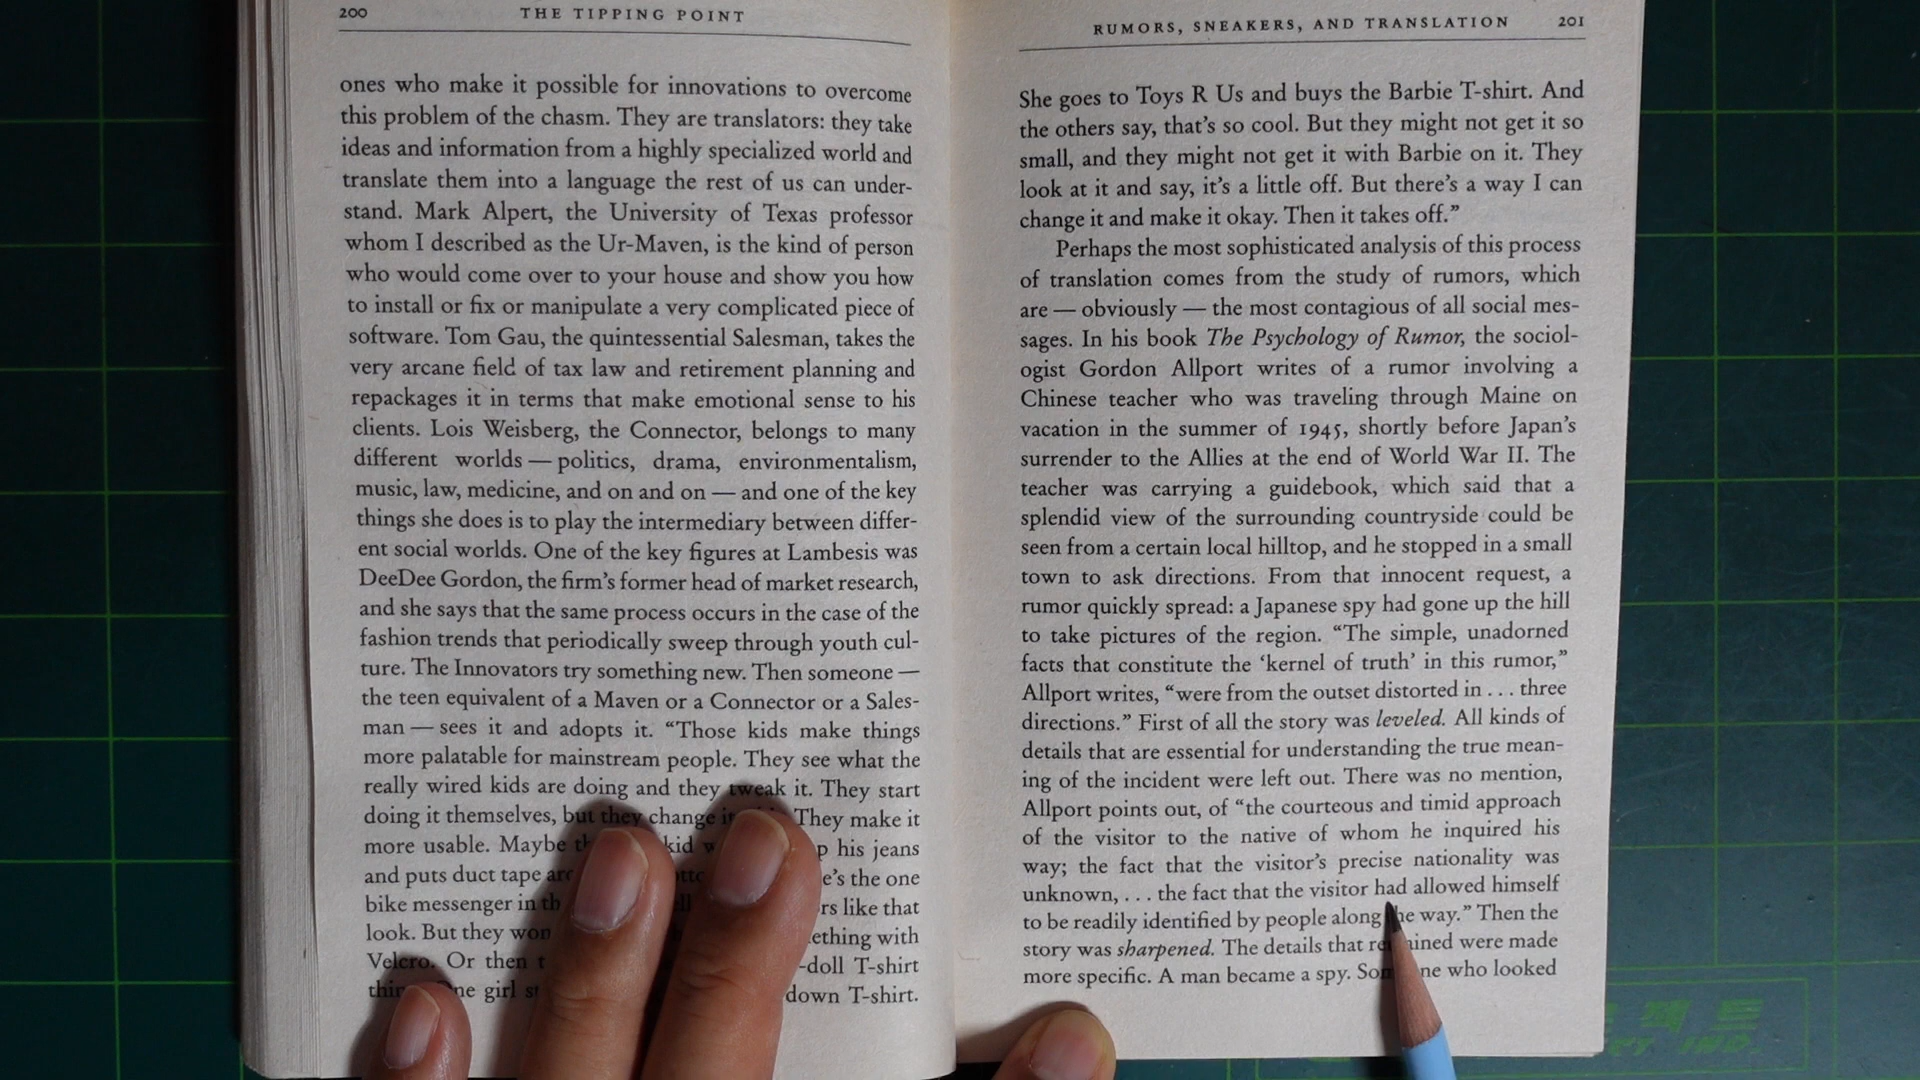 200 THE TIPPING POINT
ones who make it possible for innovations to overcome
this problem of the chasm. They are translators: they take
ideas and information from a highly specialized world and
translate them into a language the rest of us can under-
stand. Mark Alpert, the University of Texas professor
whom I described as the Ur-Maven, is the kind of person
who would come over to your house and show you how
to install or fix or manipulate a very complicated piece of
software. Tom Gau, the quintessential Salesman, takes the
very arcane field of tax law and retirement planning and
repackages it in terms that make emotional sense to his
clients. Lois Weisberg, the Connector, belongs to many
different worlds — politics, drama, environmentalism,
music, law, medicine, and on and on — and one of the key
things she does is to play the intermediary between differ-
ent social worlds. One of the key figures at Lambesis was
DeeDee Gordon, the firm's former head of market research,
and she says that the same process occurs in the case of the
fashion trends that periodically sweep through youth cul-
ture. The Innovators try something new. Then someone —
the teen equivalent of a Maven or a Connector or a Sales-
man — sees it and adopts it. “Those kids make things
more palatable for mainstream people. They see what the
really wired kids are doing and they tweak it. They start
doing it themselves, but they change it They make it
more usable. Maybe kid his jeans
and puts duct tape the one
bike messenger in like that
look. But they with
Velcro. Or then -doll T-shirt
One girl down T-shirt.
RUMORS, SNEAKERS, AND TRANSLATION 201
She goes to Toys R Us and buys the Barbie T-shirt. And
the others say, that's so cool. But they might not get it so
small, and they might not get it with Barbie on it. They
look at it and say, it's a little off. But there's a way I can
change it and make it okay. Then it takes off.”
Perhaps the most sophisticated analysis of this process
of translation comes from the study of rumors, which
are — obviously — the most contagious of all social mes-
sages. In his book The Psychology of Rumor, the sociol-
ogist Gordon Allport writes of a rumor involving a
Chinese teacher who was traveling through Maine on
vacation in the summer of 1945, shortly before Japan's
surrender to the Allies at the end of World War II. The
teacher was carrying a guidebook, which said that a
splendid view of the surrounding countryside could be
seen from a certain local hilltop, and he stopped in a small
town to ask directions. From that innocent request, a
rumor quickly spread: a Japanese spy had gone up the hill
to take pictures of the region. “The simple, unadorned
facts that constitute the ‘kernel of truth’ in this rumor,”
Allport writes, “were from the outset distorted in . . . three
directions.” First of all the story was leveled. All kinds of
details that are essential for understanding the true mean-
ing of the incident were left out. There was no mention,
Allport points out, of “the courteous and timid approach
of the visitor to the native of whom he inquired his
way; the fact that the visitor's precise nationality was
unknown, . . . the fact that the visitor had allowed himself
to be readily identified by people along the way.” Then the
story was sharpened. The details that remained were made
more specific. A man became a spy. Someone who looked